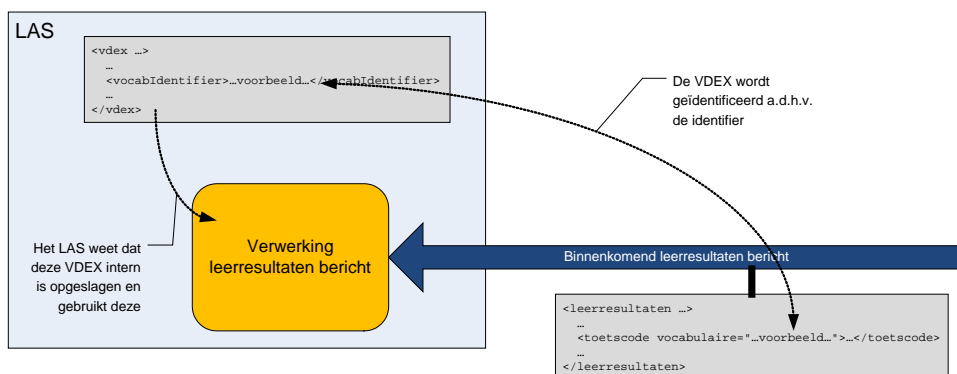 LAS
<vdex …>
…
<vocabIdentifier>…voorbeeld…</vocabIdentifier>
…
</vdex>
De VDEX wordt
geïdentificeerd a.d.h.v.
de identifier
Het LAS weet dat
deze VDEX intern
is opgeslagen en
gebruikt deze
Verwerking
leerresultaten bericht
Binnenkomend leerresultaten bericht
<leerresultaten …>
…
<toetscode vocabulaire="…voorbeeld…">…</toetscode>
…
</leerresultaten>